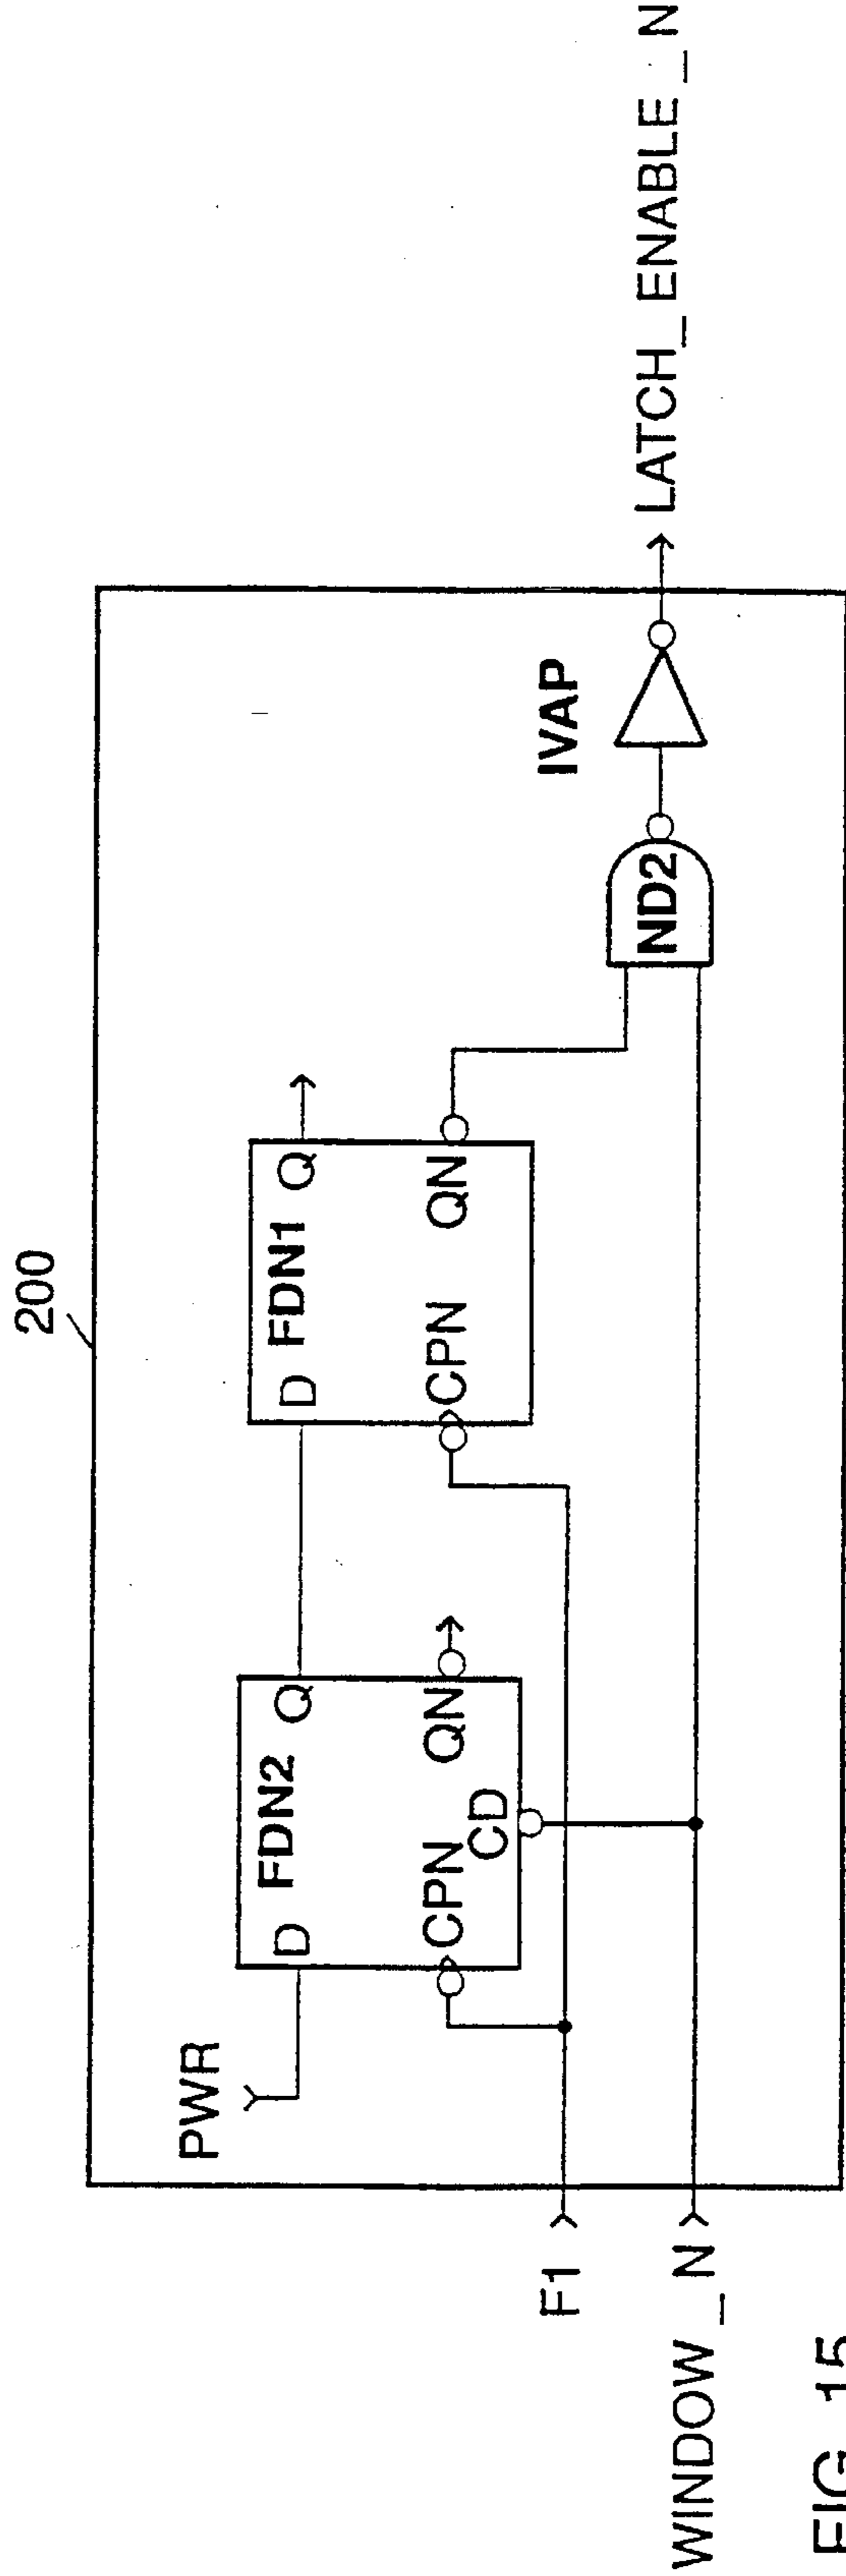 200
PWR
D FDN2 Q
CPN QN
CD
D FDN1 Q
CPN QN
ND2
IVAP
F1
WINDOW_N
LATCH_ENABLE_N
FIG. 15